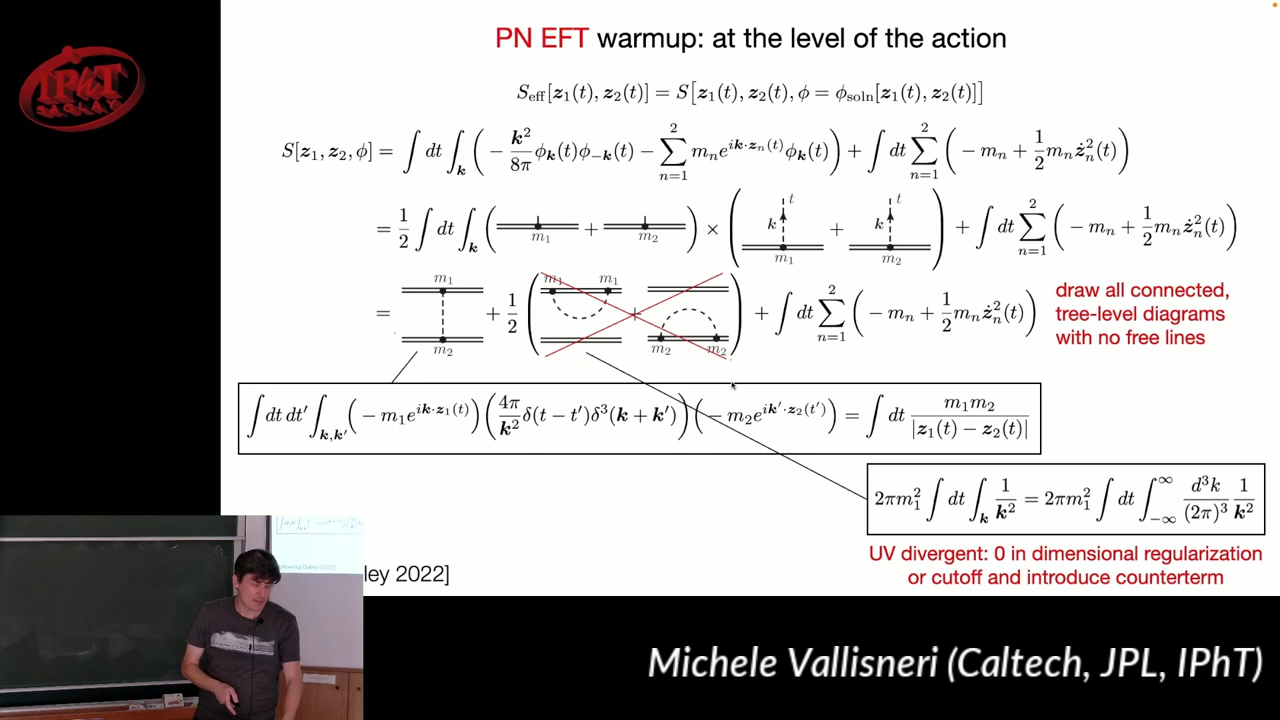 IPhT
SACLAY
PN EFT warmup: at the level of the action
S_eff[z_1(t), z_2(t)] = S[z_1(t), z_2(t), ϕ = ϕ_soln[z_1(t), z_2(t)]]
S[z_1, z_2, ϕ] = ∫ dt ∫_k ( − k²/8π ϕ_k(t)ϕ_{−k}(t) − ∑_{n=1}^{2} m_n e^{ik·z_n(t)} ϕ_k(t) ) + ∫ dt ∑_{n=1}^{2} ( − m_n + 1/2 m_n ż_n²(t) )
= 1/2 ∫ dt ∫_k ( m_1 + m_2 ) × ( k t m_1 + k t m_2 ) + ∫ dt ∑_{n=1}^{2} ( − m_n + 1/2 m_n ż_n²(t) )
= m_1 m_2 + 1/2 ( m_1 m_1 + m_2 m_2 ) + ∫ dt ∑_{n=1}^{2} ( − m_n + 1/2 m_n ż_n²(t) )
draw all connected,
tree-level diagrams
with no free lines
∫ dt dt′ ∫_{k,k′} ( − m_1 e^{ik·z_1(t)} ) ( 4π/k² δ(t − t′)δ³(k + k′) ) ( − m_2 e^{ik′·z_2(t′)} ) = ∫ dt m_1 m_2 / |z_1(t) − z_2(t)|
2πm_1² ∫ dt ∫_k 1/k² = 2πm_1² ∫ dt ∫_{−∞}^{∞} d³k/(2π)³ 1/k²
UV divergent: 0 in dimensional regularization
or cutoff and introduce counterterm
ley 2022]
Michele Vallisneri (Caltech, JPL, IPhT)